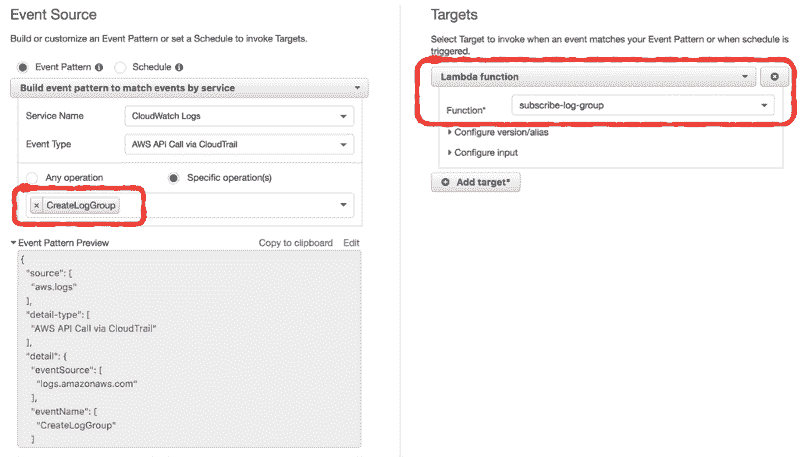 Event Source
Build or customize an Event Pattern or set a Schedule to invoke Targets.
Event Pattern
Schedule
Build event pattern to match events by service
Service Name
CloudWatch Logs
Event Type
AWS API Call via CloudTrail
Any operation
Specific operation(s)
× CreateLogGroup
Event Pattern Preview
Copy to clipboard
Edit
{
"source": [
"aws.logs"
],
"detail-type": [
"AWS API Call via CloudTrail"
],
"detail": {
"eventSource": [
"logs.amazonaws.com"
],
"eventName": [
"CreateLogGroup"
]
Targets
Select Target to invoke when an event matches your Event Pattern or when schedule is
triggered.
Lambda function
Function*
subscribe-log-group
Configure version/alias
Configure input
Add target*